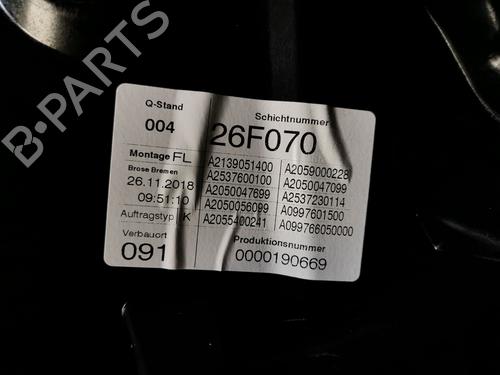 B-PARTS
Q-Stand
004
Schichtnummer
26F070
Montage FL
Brose Bremen
26.11.2018
09:51:10
Auftragstyp K
Verbauort
091
A2139051400
A2537600100
A2050047699
A2050056099
A2055400241
A2059000228
A2050047099
A2537230114
A0997601500
A099766050000
Produktionsnummer
0000190669